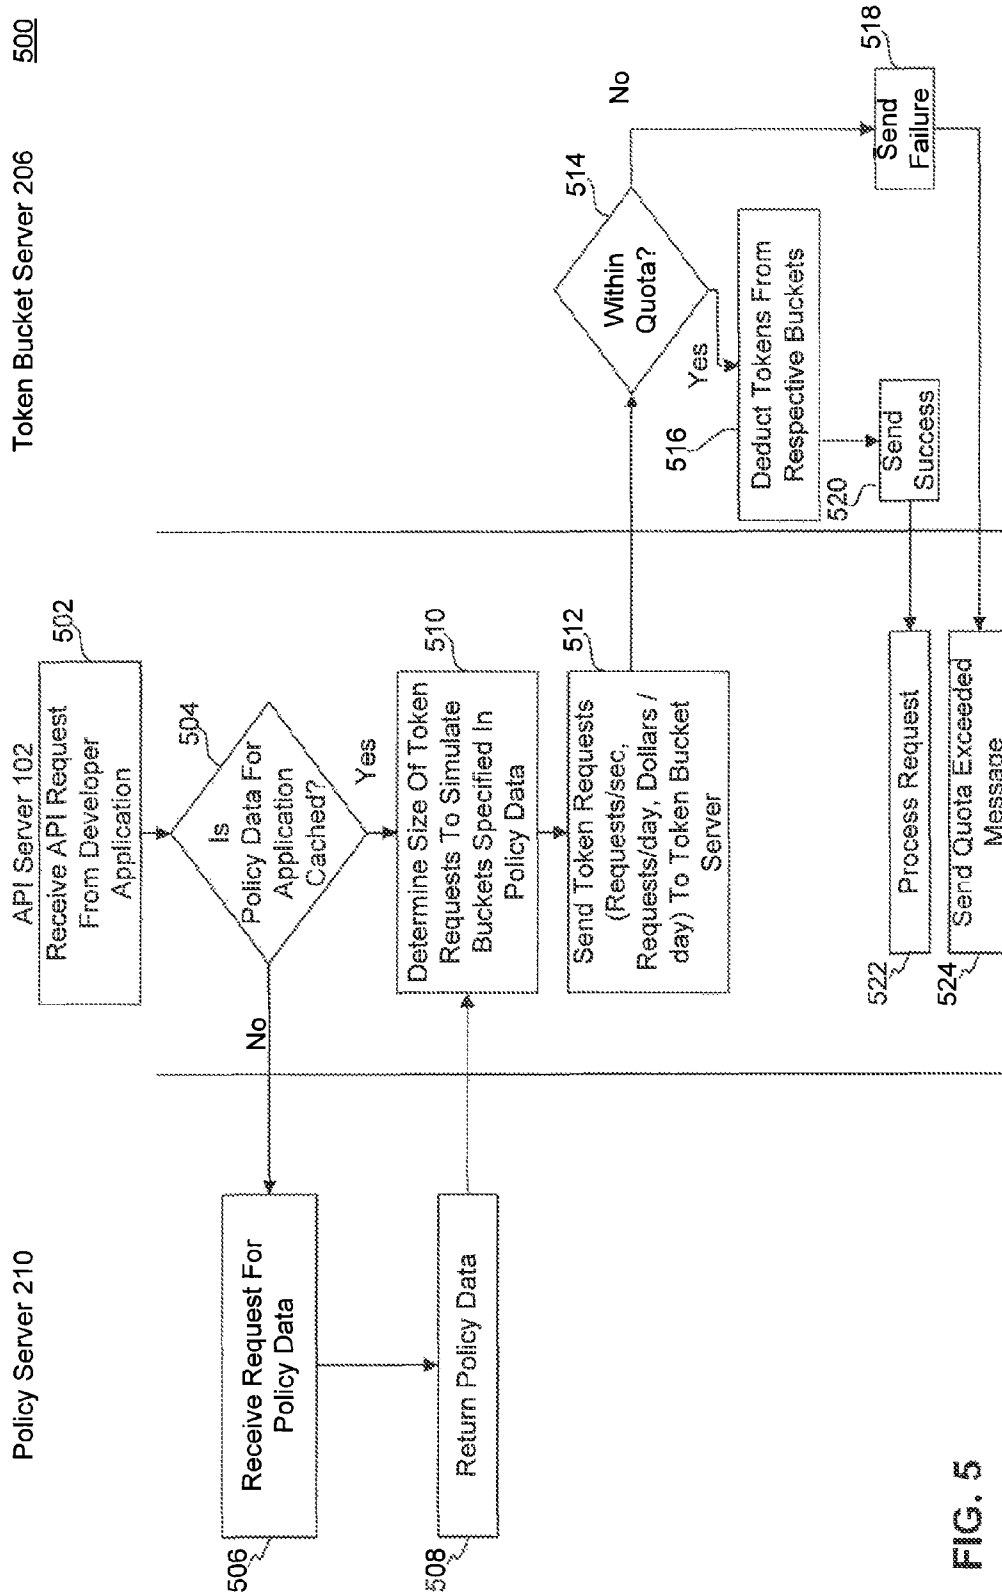 500
Policy Server 210
API Server 102
Token Bucket Server 206
502
Receive API Request
From Developer
Application
504
Is
Policy Data For
Application
Cached?
No
Yes
506
Receive Request For
Policy Data
508
Return Policy Data
510
Determine Size Of Token
Requests To Simulate
Buckets Specified In
Policy Data
512
Send Token Requests
(Requests/sec,
Requests/day, Dollars /
day) To Token Bucket
Server
514
Within
Quota?
No
Yes
516
Deduct Tokens From
Respective Buckets
518
Send
Failure
520
Send
Success
522
Process Request
524
Send Quota Exceeded
Message
FIG. 5